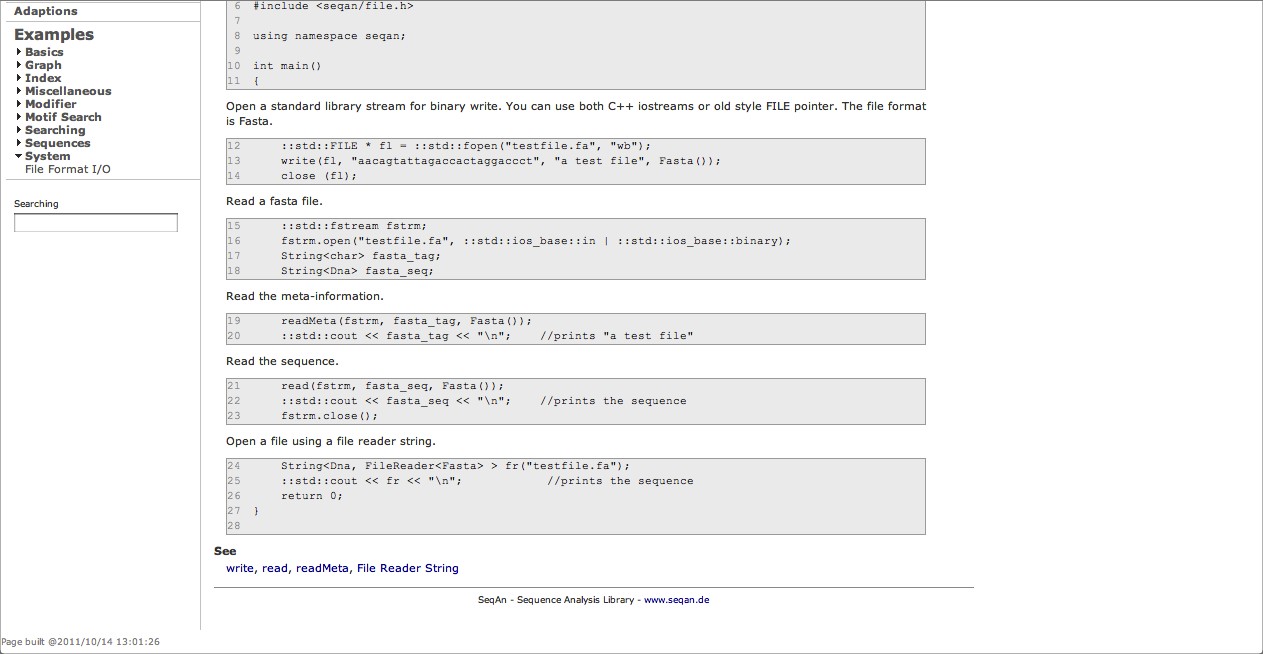 Adaptions
Examples
Basics
Graph
Index
Miscellaneous
Modifier
Motif Search
Searching
Sequences
System
File Format I/O
Searching
6 #include <seqan/file.h>
7
8 using namespace seqan;
9
10 int main()
11 {
Open a standard library stream for binary write. You can use both C++ iostreams or old style FILE pointer. The file format
is Fasta.
12     ::std::FILE * fl = ::std::fopen("testfile.fa", "wb");
13     write(fl, "aacagtattagaccactaggaccct", "a test file", Fasta());
14     close (fl);
Read a fasta file.
15     ::std::fstream fstrm;
16     fstrm.open("testfile.fa", ::std::ios_base::in | ::std::ios_base::binary);
17     String<char> fasta_tag;
18     String<Dna> fasta_seq;
Read the meta-information.
19     readMeta(fstrm, fasta_tag, Fasta());
20     ::std::cout << fasta_tag << "\n";    //prints "a test file"
Read the sequence.
21     read(fstrm, fasta_seq, Fasta());
22     ::std::cout << fasta_seq << "\n";    //prints the sequence
23     fstrm.close();
Open a file using a file reader string.
24     String<Dna, FileReader<Fasta> > fr("testfile.fa");
25     ::std::cout << fr << "\n";            //prints the sequence
26     return 0;
27 }
28
See
write, read, readMeta, File Reader String
SeqAn - Sequence Analysis Library - www.seqan.de
Page built @2011/10/14 13:01:26